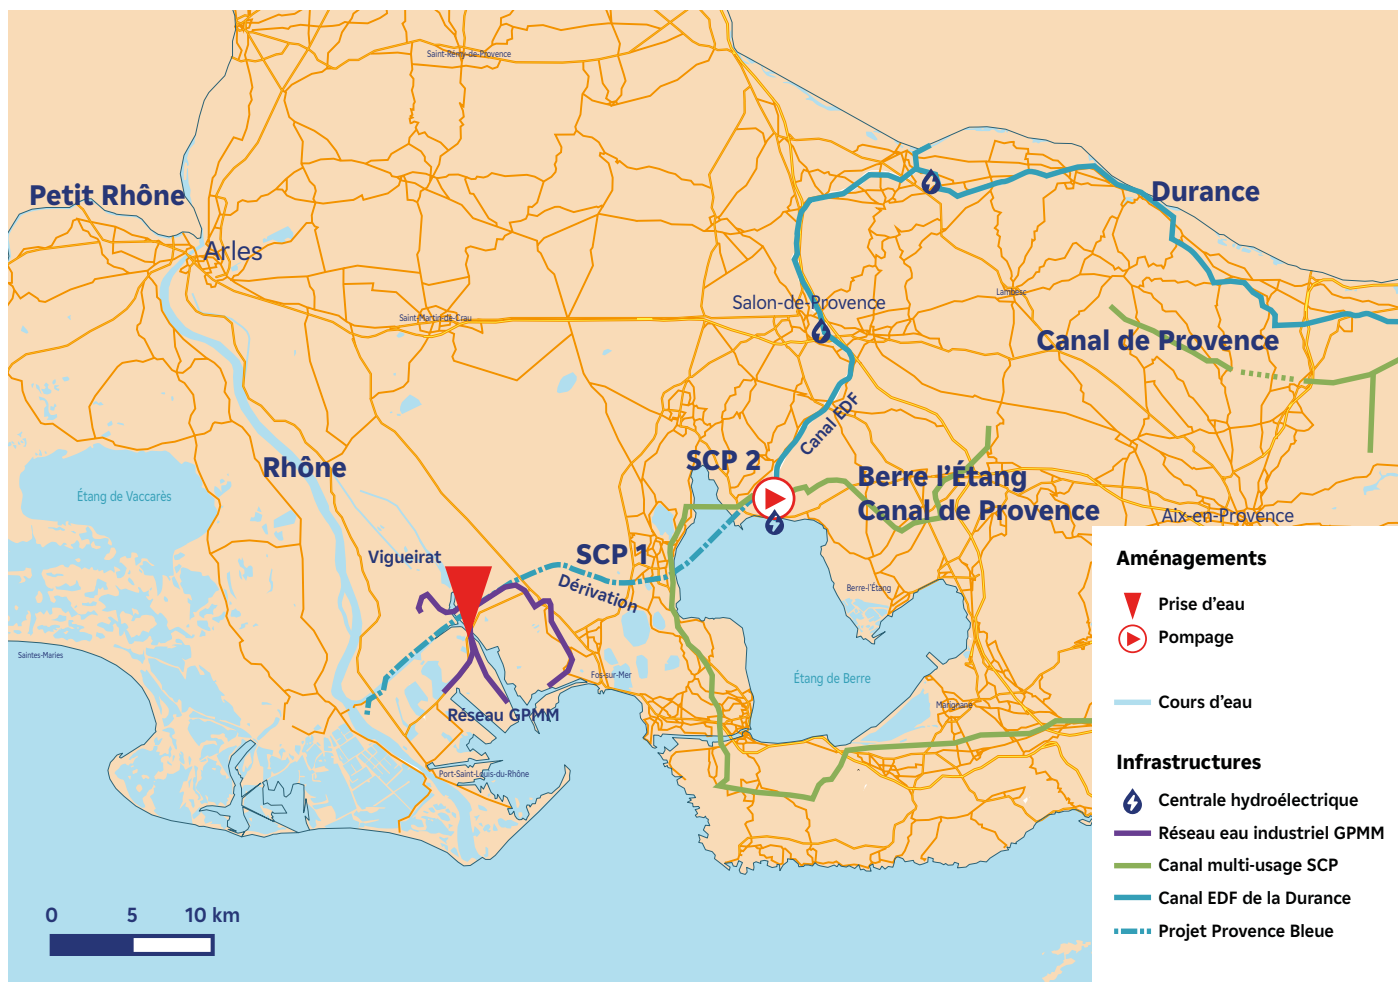 Saint-Rémy-de-Provence
Petit Rhône
Durance
Arles
Salon-de-Provence
Lambesc
Saint-Martin-de-Crau
Canal de Provence
Canal EDF
Rhône
SCP 2
Berre l'Étang
Canal de Provence
Étang de Vaccarès
Aix-en-Provence
Vigueirat
SCP 1
Dérivation
Berre-l'Étang
Saintes-Maries
Fos-sur-Mer
Étang de Berre
Marignane
Réseau GPMM
Port-Saint-Louis-du-Rhône
0 5 10 km
Aménagements
Prise d'eau
Pompage
Cours d'eau
Infrastructures
Centrale hydroélectrique
Réseau eau industriel GPMM
Canal multi-usage SCP
Canal EDF de la Durance
Projet Provence Bleue